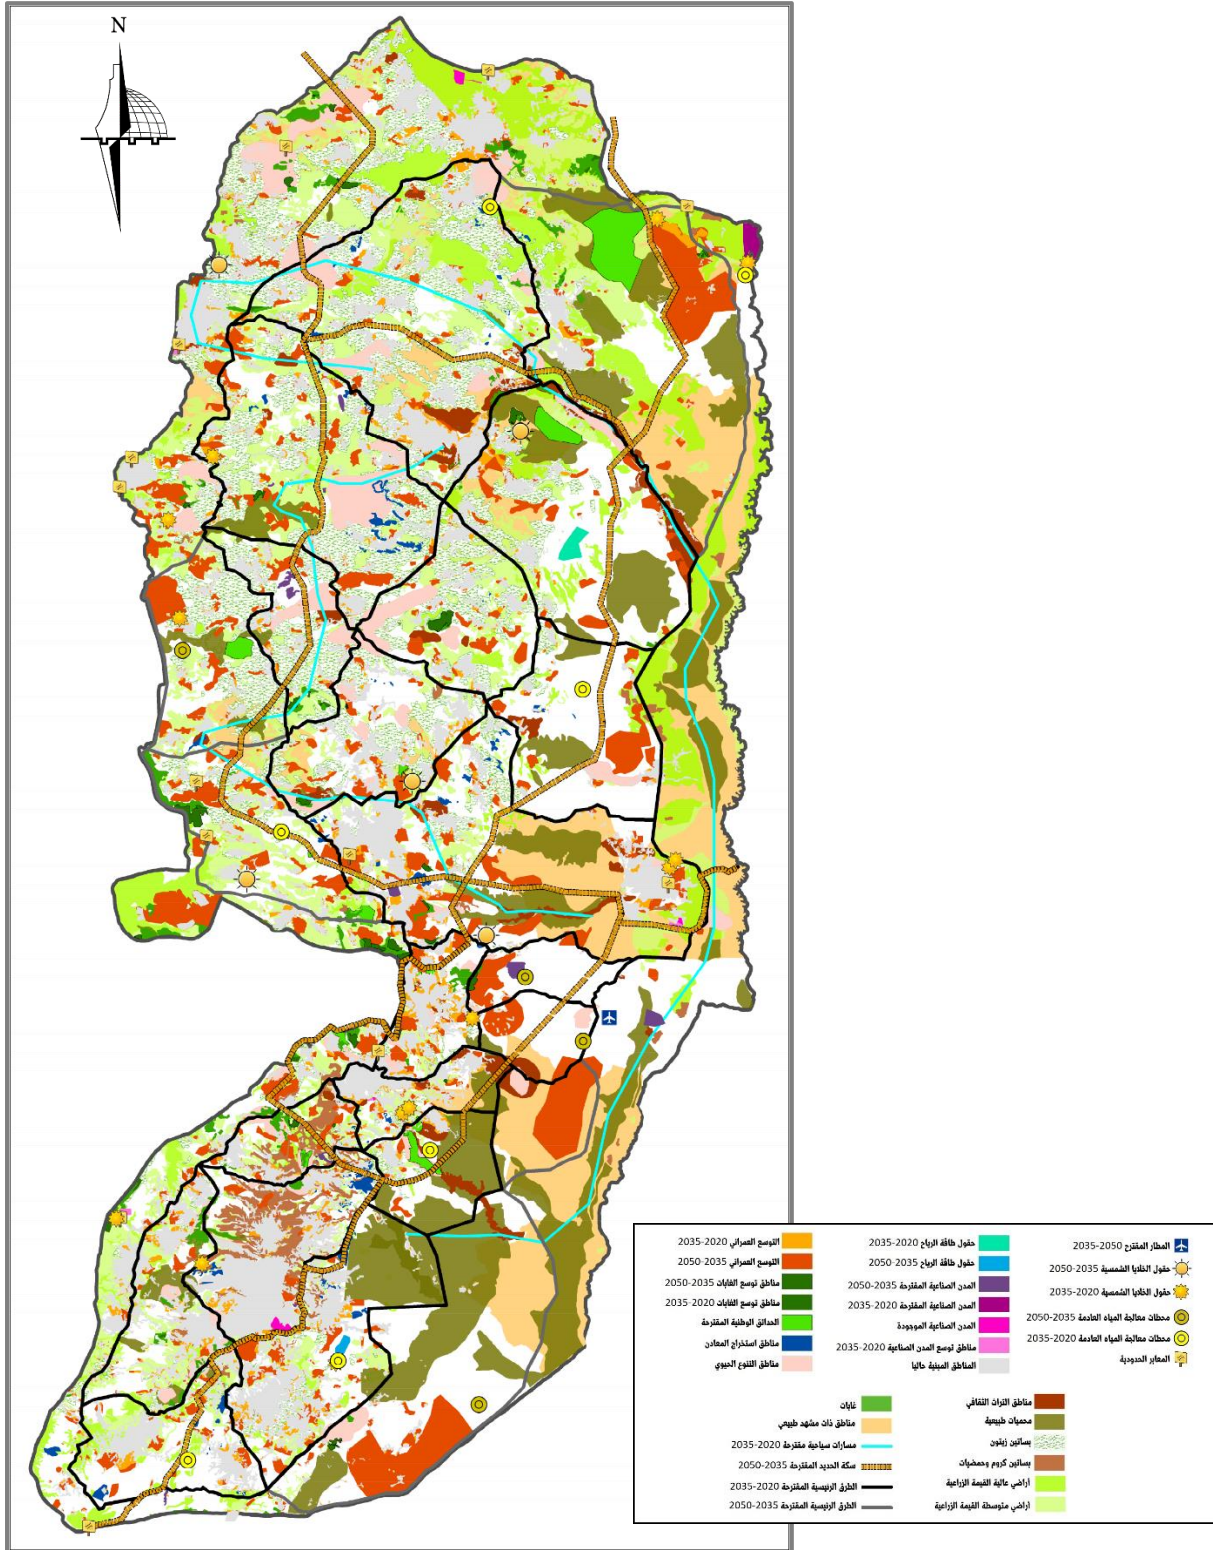 N
المطار المقترح 2050-2035
حقول الخلايا الشمسية 2035-2050
حقول الخلايا الشمسية 2020-2035
محطات معالجة المياه العادمة 2035-2050
محطات معالجة المياه العادمة 2020-2035
المعابر الحدودية
حقول طاقة الرياح 2020-2035
حقول طاقة الرياح 2035-2050
المدن الصناعية المقترحة 2035-2050
المدن الصناعية المقترحة 2020-2035
المدن الصناعية الموجودة
مناطق توسع المدن الصناعية 2020-2035
المناطق المبنية حاليا
التوسع العمراني 2020-2035
التوسع العمراني 2035-2050
مناطق توسع الغابات 2035-2050
مناطق توسع الغابات 2020-2035
الحدائق الوطنية المقترحة
مناطق استخراج المعادن
مناطق التنوع الحيوي
مناطق التراث الثقافي
محميات طبيعية
بساتين زيتون
بساتين كروم وحمضيات
أراضي عالية القيمة الزراعية
أراضي متوسطة القيمة الزراعية
غابات
مناطق ذات مشهد طبيعي
مسارات سياحية مقترحة 2020-2035
سكة الحديد المقترحة 2035-2050
الطرق الرئيسية المقترحة 2020-2035
الطرق الرئيسية المقترحة 2035-2050